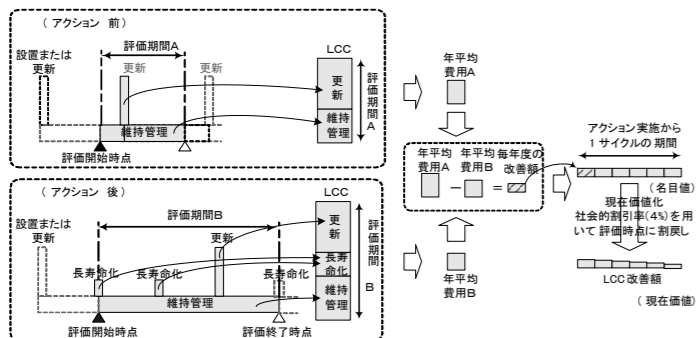 （アクション 前）
評価期間A
設置または
更新
更新
更新
維持管理
評価開始時点
LCC
更
新
維持
管理
評価期間
A
（アクション 後）
評価期間B
設置または
更新
更新
長寿命化
長寿命化
長寿命化
維持管理
評価開始時点
評価終了時点
LCC
更
新
長寿
命化
維持
管理
評価期間
B
年平均
費用A
年平均
費用A
年平均
費用B
毎年度の
改善額
－
＝
年平均
費用B
アクション実施から
１サイクルの期間
（名目値）
現在価値化
社会的割引率(4%)を用
いて評価時点に割戻し
LCC改善額
（現在価値）